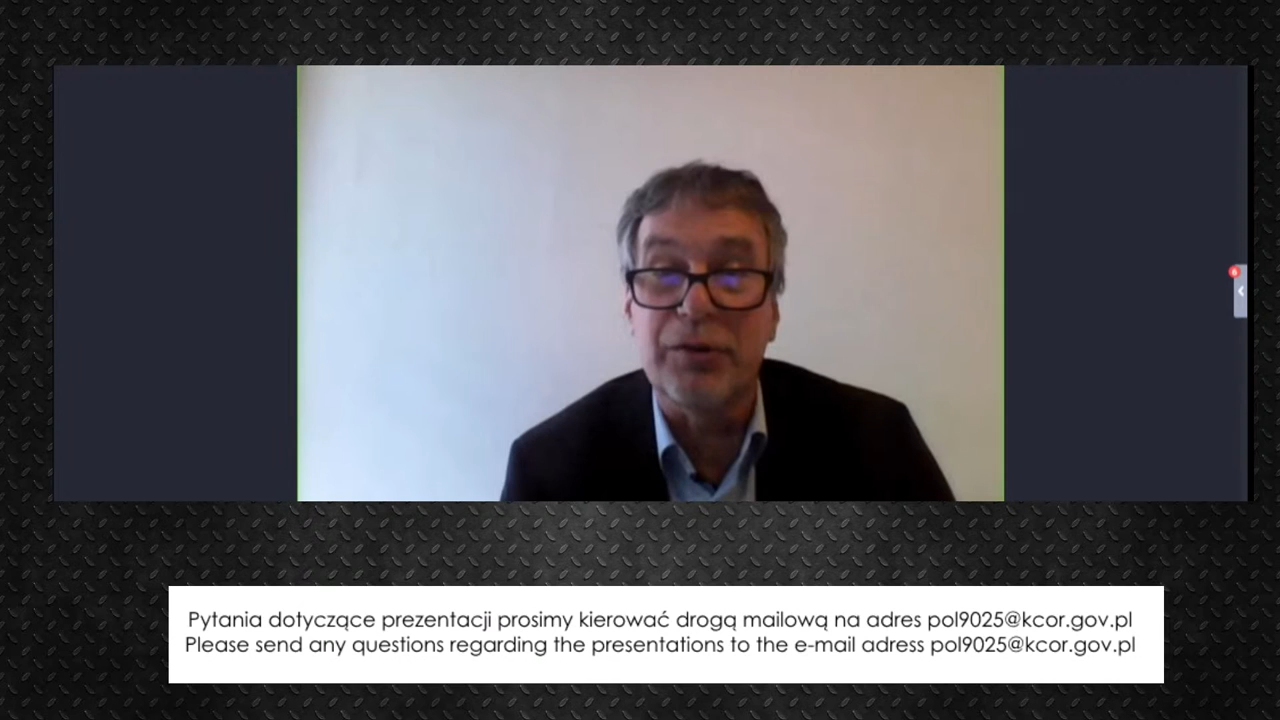 6
Pytania dotyczące prezentacji prosimy kierować drogą mailową na adres pol9025@kcor.gov.pl
Please send any questions regarding the presentations to the e-mail adress pol9025@kcor.gov.pl